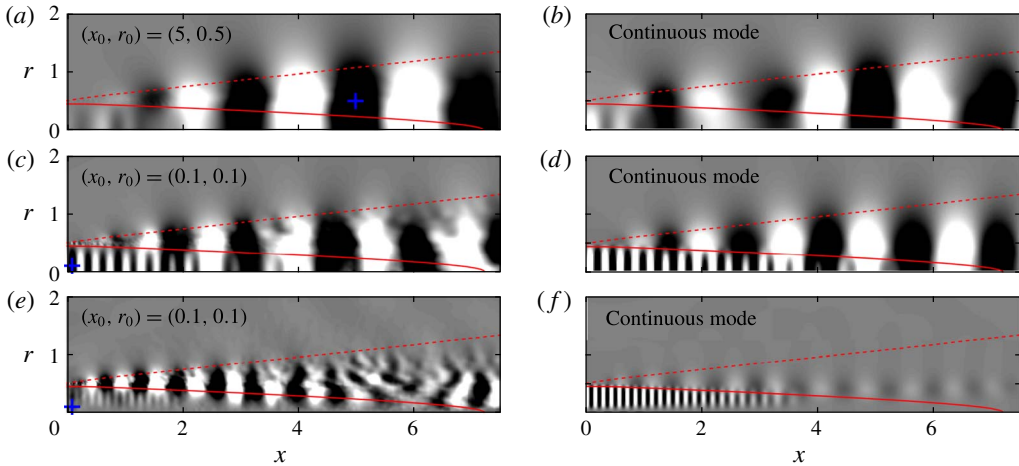 (a) 2 (x₀, r₀) = (5, 0.5) (b) Continuous mode
r 1
0
(c) 2 (x₀, r₀) = (0.1, 0.1) (d) Continuous mode
r 1
0
(e) 2 (x₀, r₀) = (0.1, 0.1) (f) Continuous mode
r 1
0 2 4 6 0 2 4 6
x x